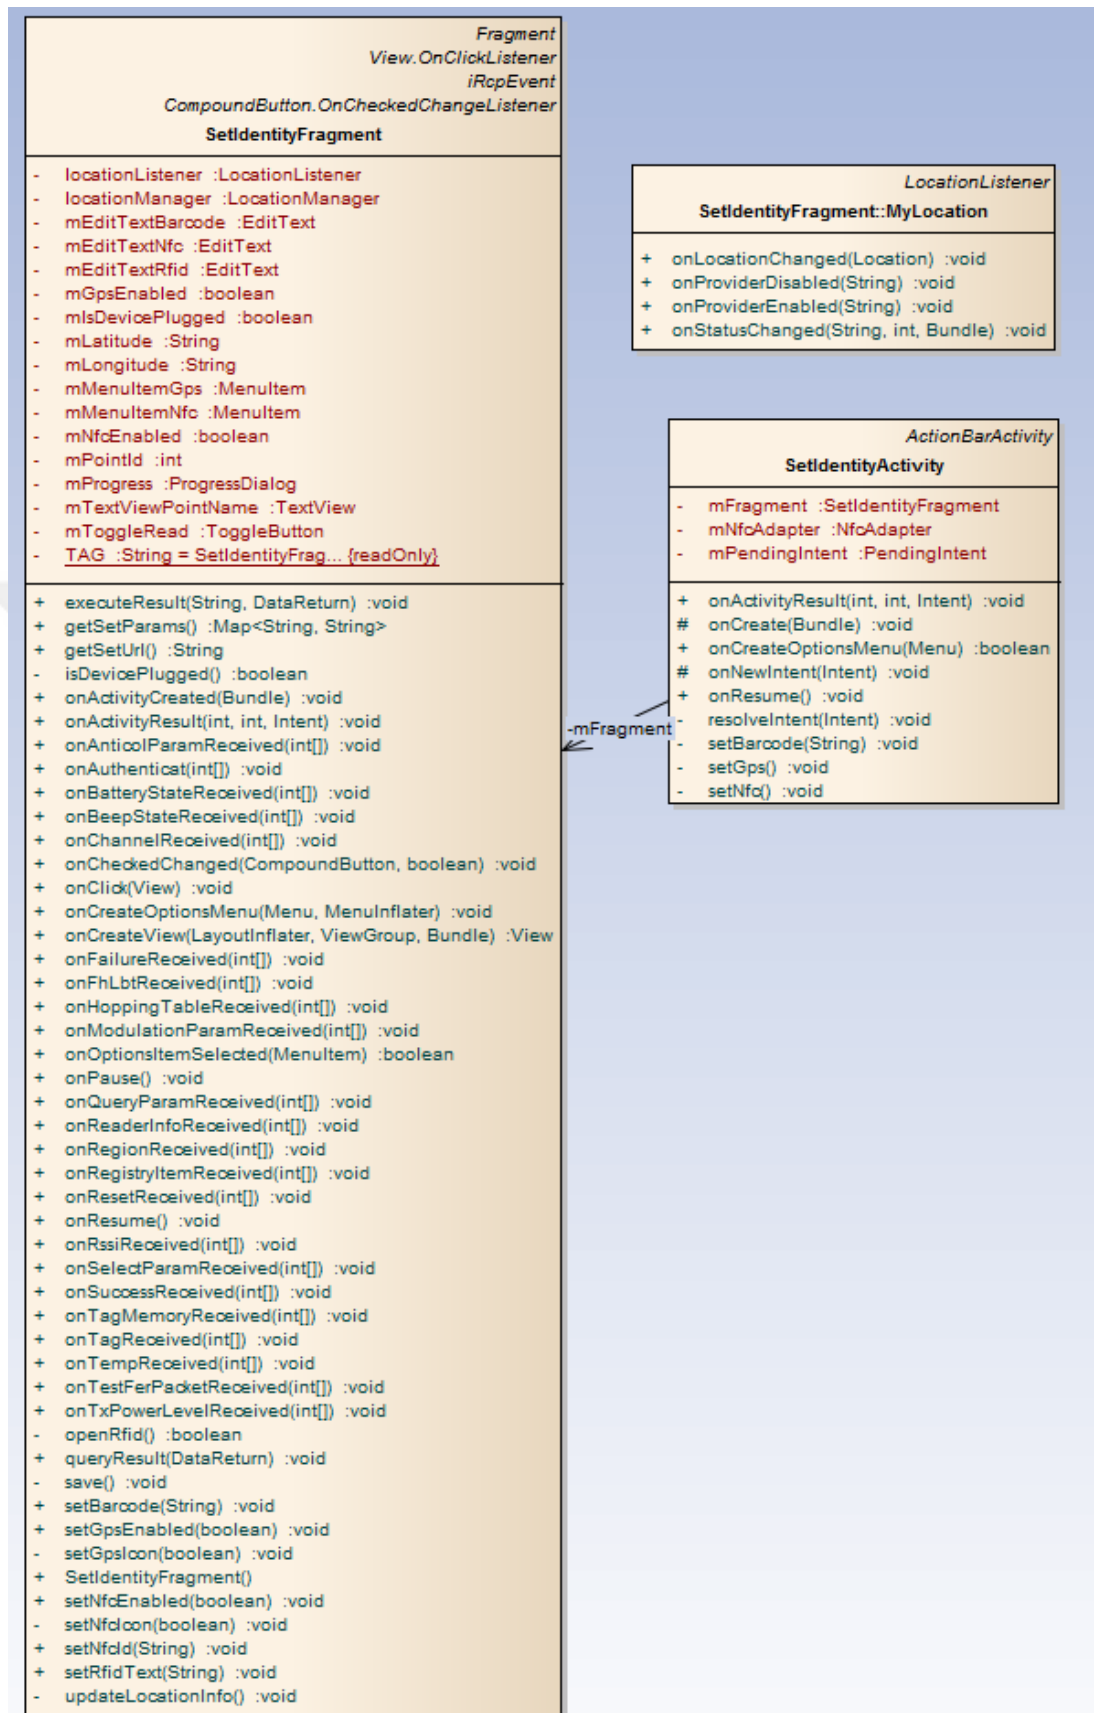 Fragment
View.OnClickListener
iRcpEvent
CompoundButton.OnCheckedChangeListener
SetIdentityFragment
- locationListener :LocationListener
- locationManager :LocationManager
- mEditTextBarcode :EditText
- mEditTextNfc :EditText
- mEditTextRfid :EditText
- mGpsEnabled :boolean
- mIsDevicePlugged :boolean
- mLatitude :String
- mLongitude :String
- mMenuItemGps :MenuItem
- mMenuItemNfc :MenuItem
- mNfcEnabled :boolean
- mPointId :int
- mProgress :ProgressDialog
- mTextViewPointName :TextView
- mToggleRead :ToggleButton
- TAG :String = SetIdentityFrag... {readOnly}
+ executeResult(String, DataReturn) :void
+ getSetParams() :Map<String, String>
+ getSetUrl() :String
- isDevicePlugged() :boolean
+ onActivityCreated(Bundle) :void
+ onActivityResult(int, int, Intent) :void
+ onAnticolParamReceived(int[]) :void
+ onAuthenticat(int[]) :void
+ onBatteryStateReceived(int[]) :void
+ onBeepStateReceived(int[]) :void
+ onChannelReceived(int[]) :void
+ onCheckedChanged(CompoundButton, boolean) :void
+ onClick(View) :void
+ onCreateOptionsMenu(Menu, MenuInflater) :void
+ onCreateView(LayoutInflater, ViewGroup, Bundle) :View
+ onFailureReceived(int[]) :void
+ onFhLbtReceived(int[]) :void
+ onHoppingTableReceived(int[]) :void
+ onModulationParamReceived(int[]) :void
+ onOptionsItemSelected(MenuItem) :boolean
+ onPause() :void
+ onQueryParamReceived(int[]) :void
+ onReaderInfoReceived(int[]) :void
+ onRegionReceived(int[]) :void
+ onRegistryItemReceived(int[]) :void
+ onResetReceived(int[]) :void
+ onResume() :void
+ onRssiReceived(int[]) :void
+ onSelectParamReceived(int[]) :void
+ onSuccessReceived(int[]) :void
+ onTagMemoryReceived(int[]) :void
+ onTagReceived(int[]) :void
+ onTempReceived(int[]) :void
+ onTestFerPacketReceived(int[]) :void
+ onTxPowerLevelReceived(int[]) :void
- openRfid() :boolean
+ queryResult(DataReturn) :void
- save() :void
+ setBarcode(String) :void
+ setGpsEnabled(boolean) :void
- setGpsIcon(boolean) :void
+ SetIdentityFragment()
+ setNfcEnabled(boolean) :void
- setNfcIcon(boolean) :void
+ setNfcId(String) :void
+ setRfidText(String) :void
- updateLocationInfo() :void
LocationListener
SetIdentityFragment::MyLocation
+ onLocationChanged(Location) :void
+ onProviderDisabled(String) :void
+ onProviderEnabled(String) :void
+ onStatusChanged(String, int, Bundle) :void
ActionBarActivity
SetIdentityActivity
- mFragment :SetIdentityFragment
- mNfcAdapter :NfcAdapter
- mPendingIntent :PendingIntent
+ onActivityResult(int, int, Intent) :void
# onCreate(Bundle) :void
+ onCreateOptionsMenu(Menu) :boolean
# onNewIntent(Intent) :void
+ onResume() :void
- resolveIntent(Intent) :void
- setBarcode(String) :void
- setGps() :void
- setNfc() :void
-mFragment